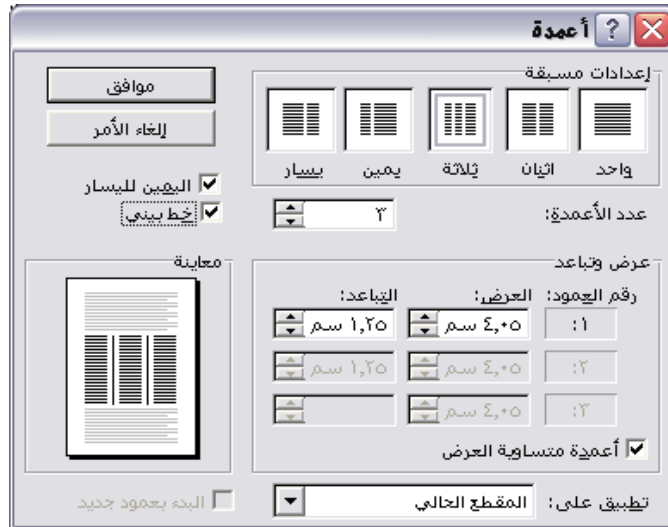 أعمدة
إعدادات مسبقة
واحد اثنان ثلاثة يمين يسار
موافق
إلغاء الأمر
اليمين لليسار
خط بيني
عدد الأعمدة: ٣
عرض وتباعد
رقم العمود: العرض: التباعد:
١: ٤,٠٥ سم ١,٢٥ سم
٢: ٤,٠٥ سم ١,٢٥ سم
٣: ٤,٠٥ سم
أعمدة متساوية العرض
معاينة
تطبيق على: المقطع الحالي
البدء بعمود جديد